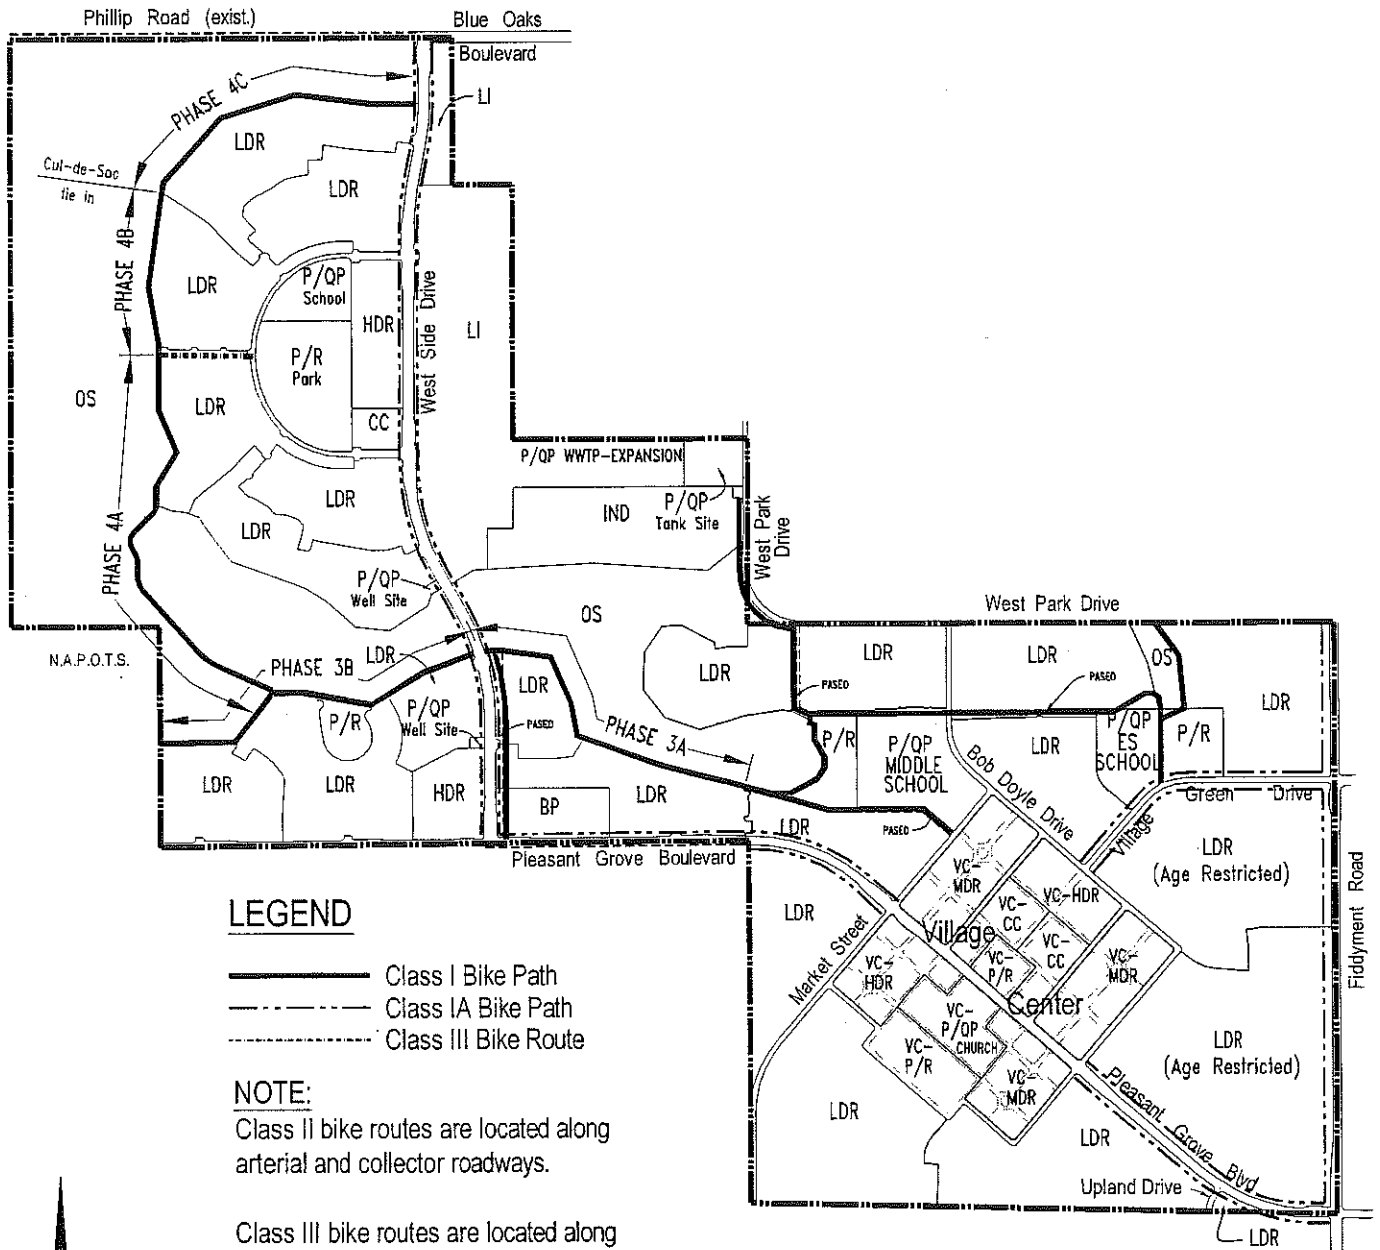 Phillip Road (exist.)
Blue Oaks
Boulevard
PHASE 4C
LI
LDR
Cul-de-Sac
tie in
LDR
PHASE 4B
LDR
P/QP
School
HDR
West Side Drive
LI
P/R
Park
OS
LDR
CC
P/QP WWTP-EXPANSION
LDR
P/QP
Tank Site
IND
LDR
West Park
Drive
PHASE 4A
P/QP
Well Site
OS
West Park Drive
N.A.P.O.T.S.
PHASE 3B
LDR
LDR
LDR
LDR
OS
LDR
PASEO
PASEO
LDR
P/QP
Well Site
P/R
PASEO
PHASE 3A
P/R
P/QP
MIDDLE
SCHOOL
LDR
P/QP
ES
SCHOOL
P/R
LDR
LDR
HDR
BP
LDR
Bob Doyle Drive
Village Green Drive
LDR
PASEO
Pleasant Grove Boulevard
LDR
(Age Restricted)
VC-
MDR
VC-HDR
VC-
CC
LDR
Market Street
Village
VC-
CC
VC-
P/R
VC-
MDR
VC-
HDR
Center
Fiddyment Road
VC-
P/QP
CHURCH
VC-
P/R
VC-
MDR
LDR
(Age Restricted)
LDR
LDR
Pleasant Grove Blvd
Upland Drive
LDR
LEGEND
Class I Bike Path
Class IA Bike Path
Class III Bike Route
NOTE:
Class II bike routes are located along
arterial and collector roadways.
Class III bike routes are located along